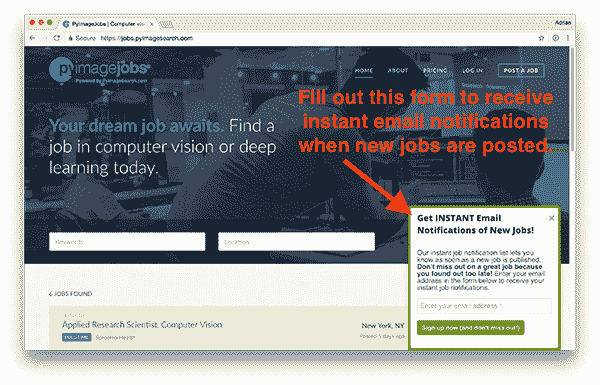 PyImageJobs | Computer visi
Adrian
Secure https://jobs.pyimagesearch.com
pyimagejobs
Powered by PyImageSearch.com
HOME ABOUT PRICING LOG IN POST A JOB
Fill out this form to receive
instant email notifications
when new jobs are posted
Your dream job awaits. Find a
job in computer vision or deep
learning today.
Keywords
Location
Get INSTANT Email
Notifications of New Jobs!
Our instant job notification list lets you
know as soon as a new job is published.
Don't miss out on a great job because
you found out too late! Enter your email
address in the form below to receive your
instant job notifications.
Enter your email address *
Sign up now (and don't miss out!)
6 JOBS FOUND
Applied Research Scientist, Computer Vision
FULL TIME
New York, NY
Posted 5 days ago